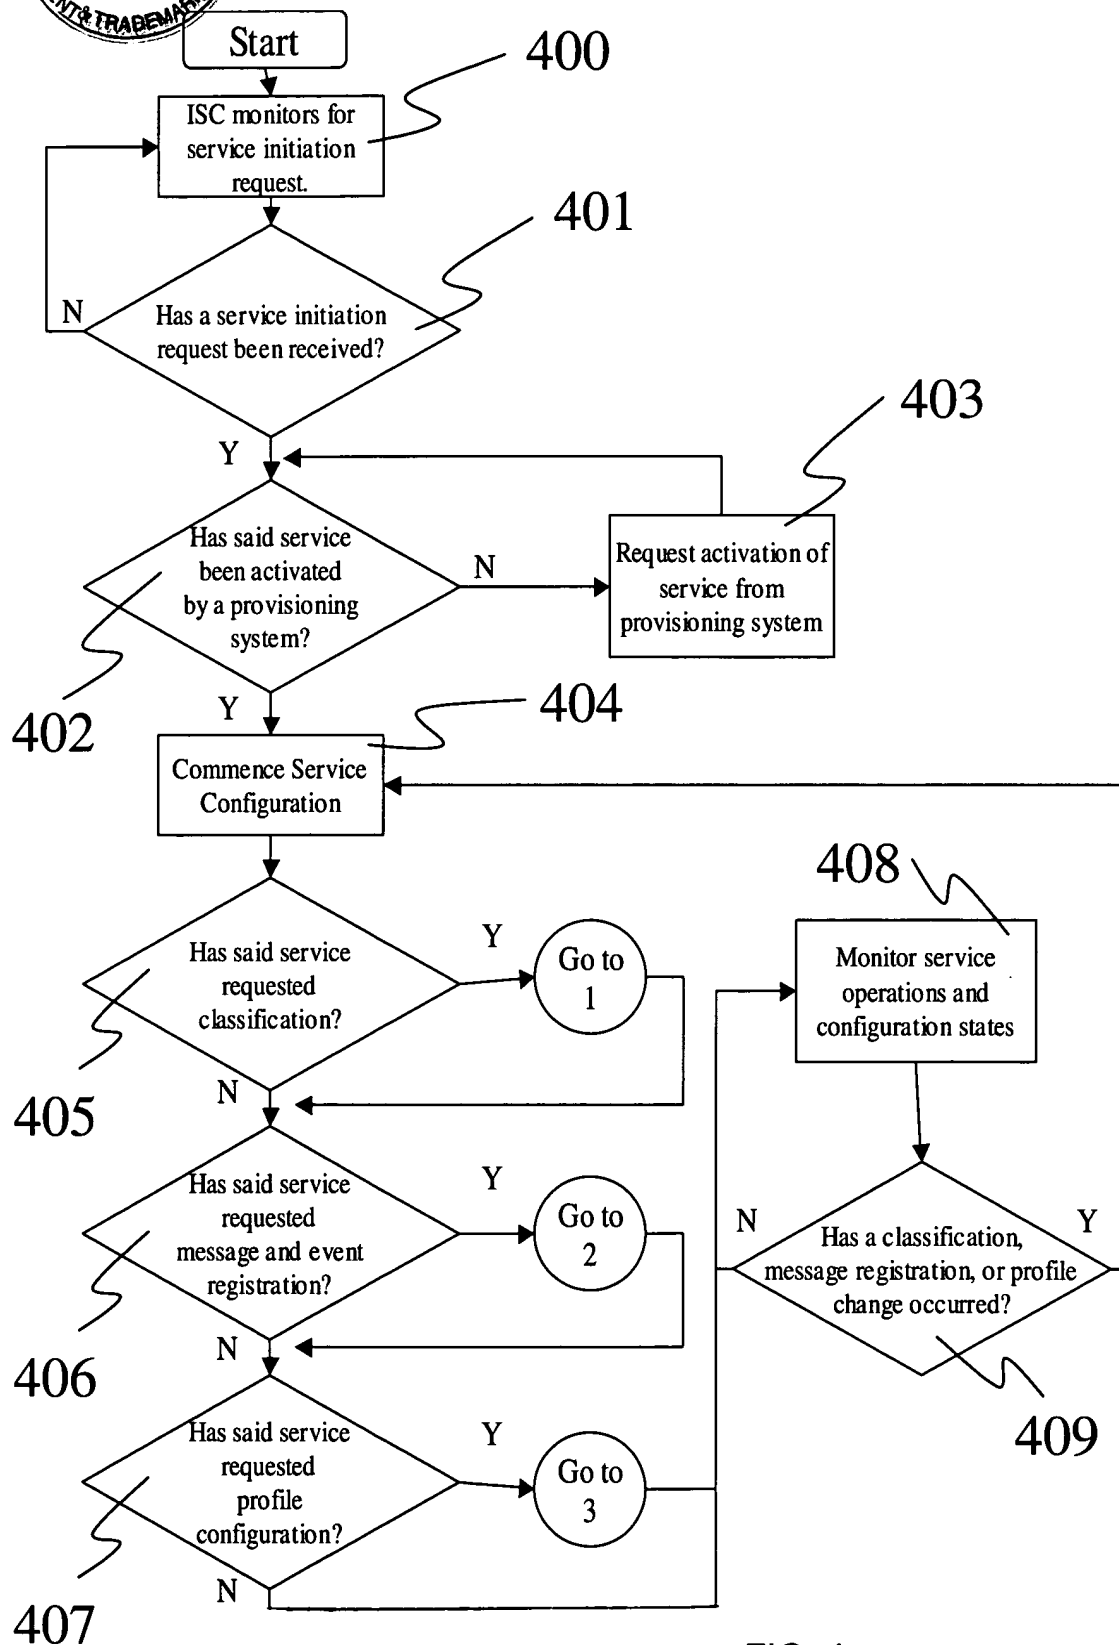 NT & TRADEMAR
Start
400
ISC monitors for
service initiation
request.
401
N
Has a service initiation
request been received?
Y
403
Has said service
been activated
by a provisioning
system?
N
Request activation of
service from
provisioning system
402
Y
404
Commence Service
Configuration
408
Has said service
requested
classification?
Y
Go to
1
Monitor service
operations and
configuration states
405
N
Has said service
requested
message and event
registration?
Y
Go to
2
N
Has a classification,
message registration, or profile
change occurred?
Y
406
N
409
Has said service
requested
profile
configuration?
Y
Go to
3
407
N